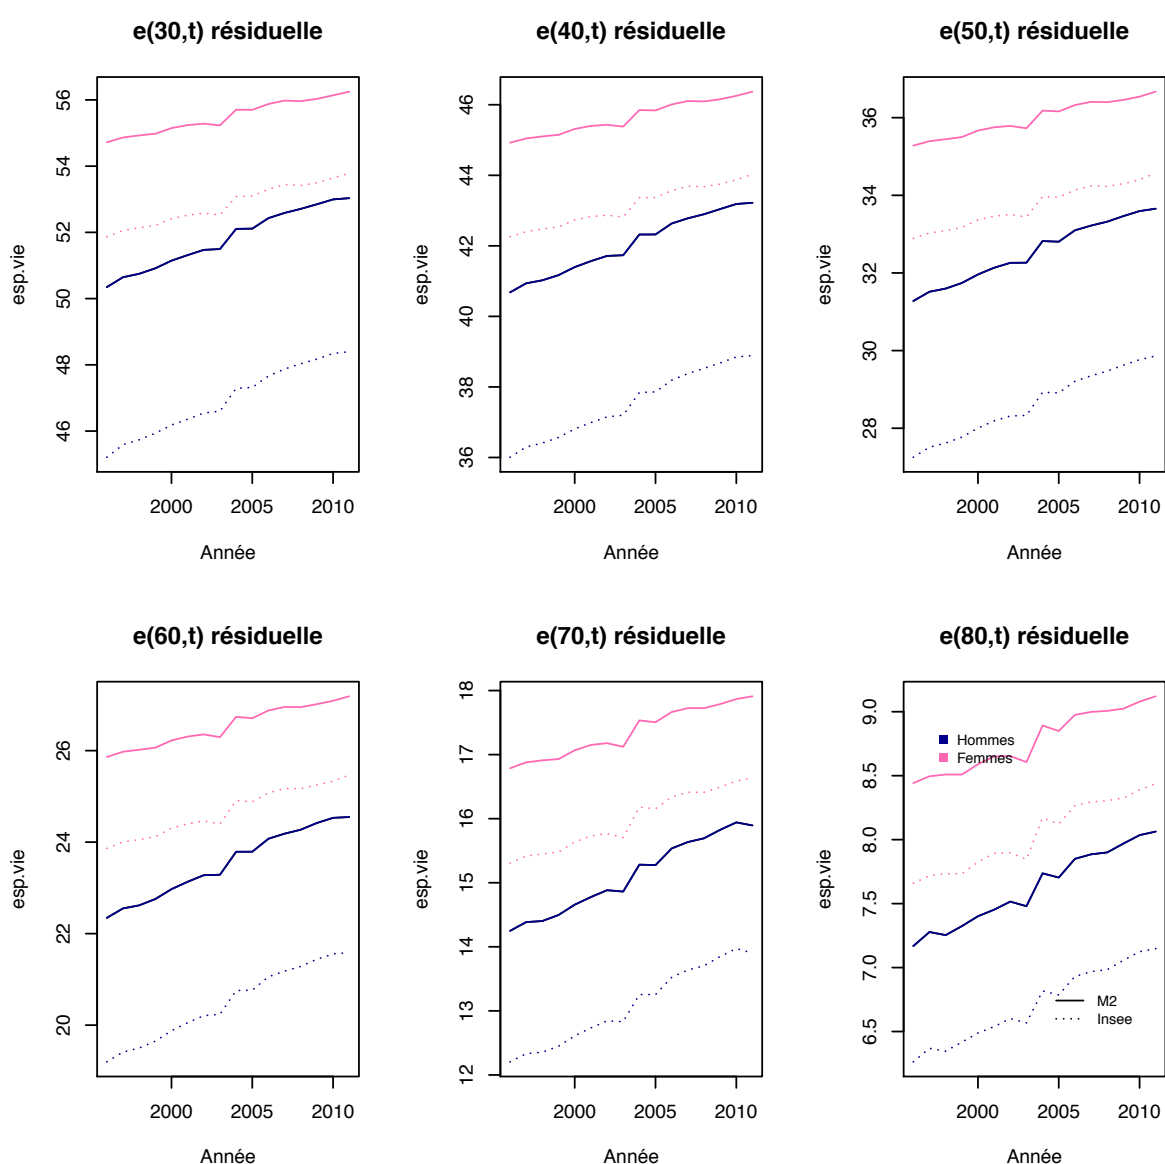 e(30,t) résiduelle
esp.vie
56
54
52
50
48
46
2000 2005 2010
Année
e(40,t) résiduelle
esp.vie
46
44
42
40
38
36
2000 2005 2010
Année
e(50,t) résiduelle
esp.vie
36
34
32
30
28
2000 2005 2010
Année
e(60,t) résiduelle
esp.vie
26
24
22
20
2000 2005 2010
Année
e(70,t) résiduelle
esp.vie
18
17
16
15
14
13
12
2000 2005 2010
Année
e(80,t) résiduelle
esp.vie
9.0
8.5
8.0
7.5
7.0
6.5
Hommes
Femmes
M2
Insee
2000 2005 2010
Année